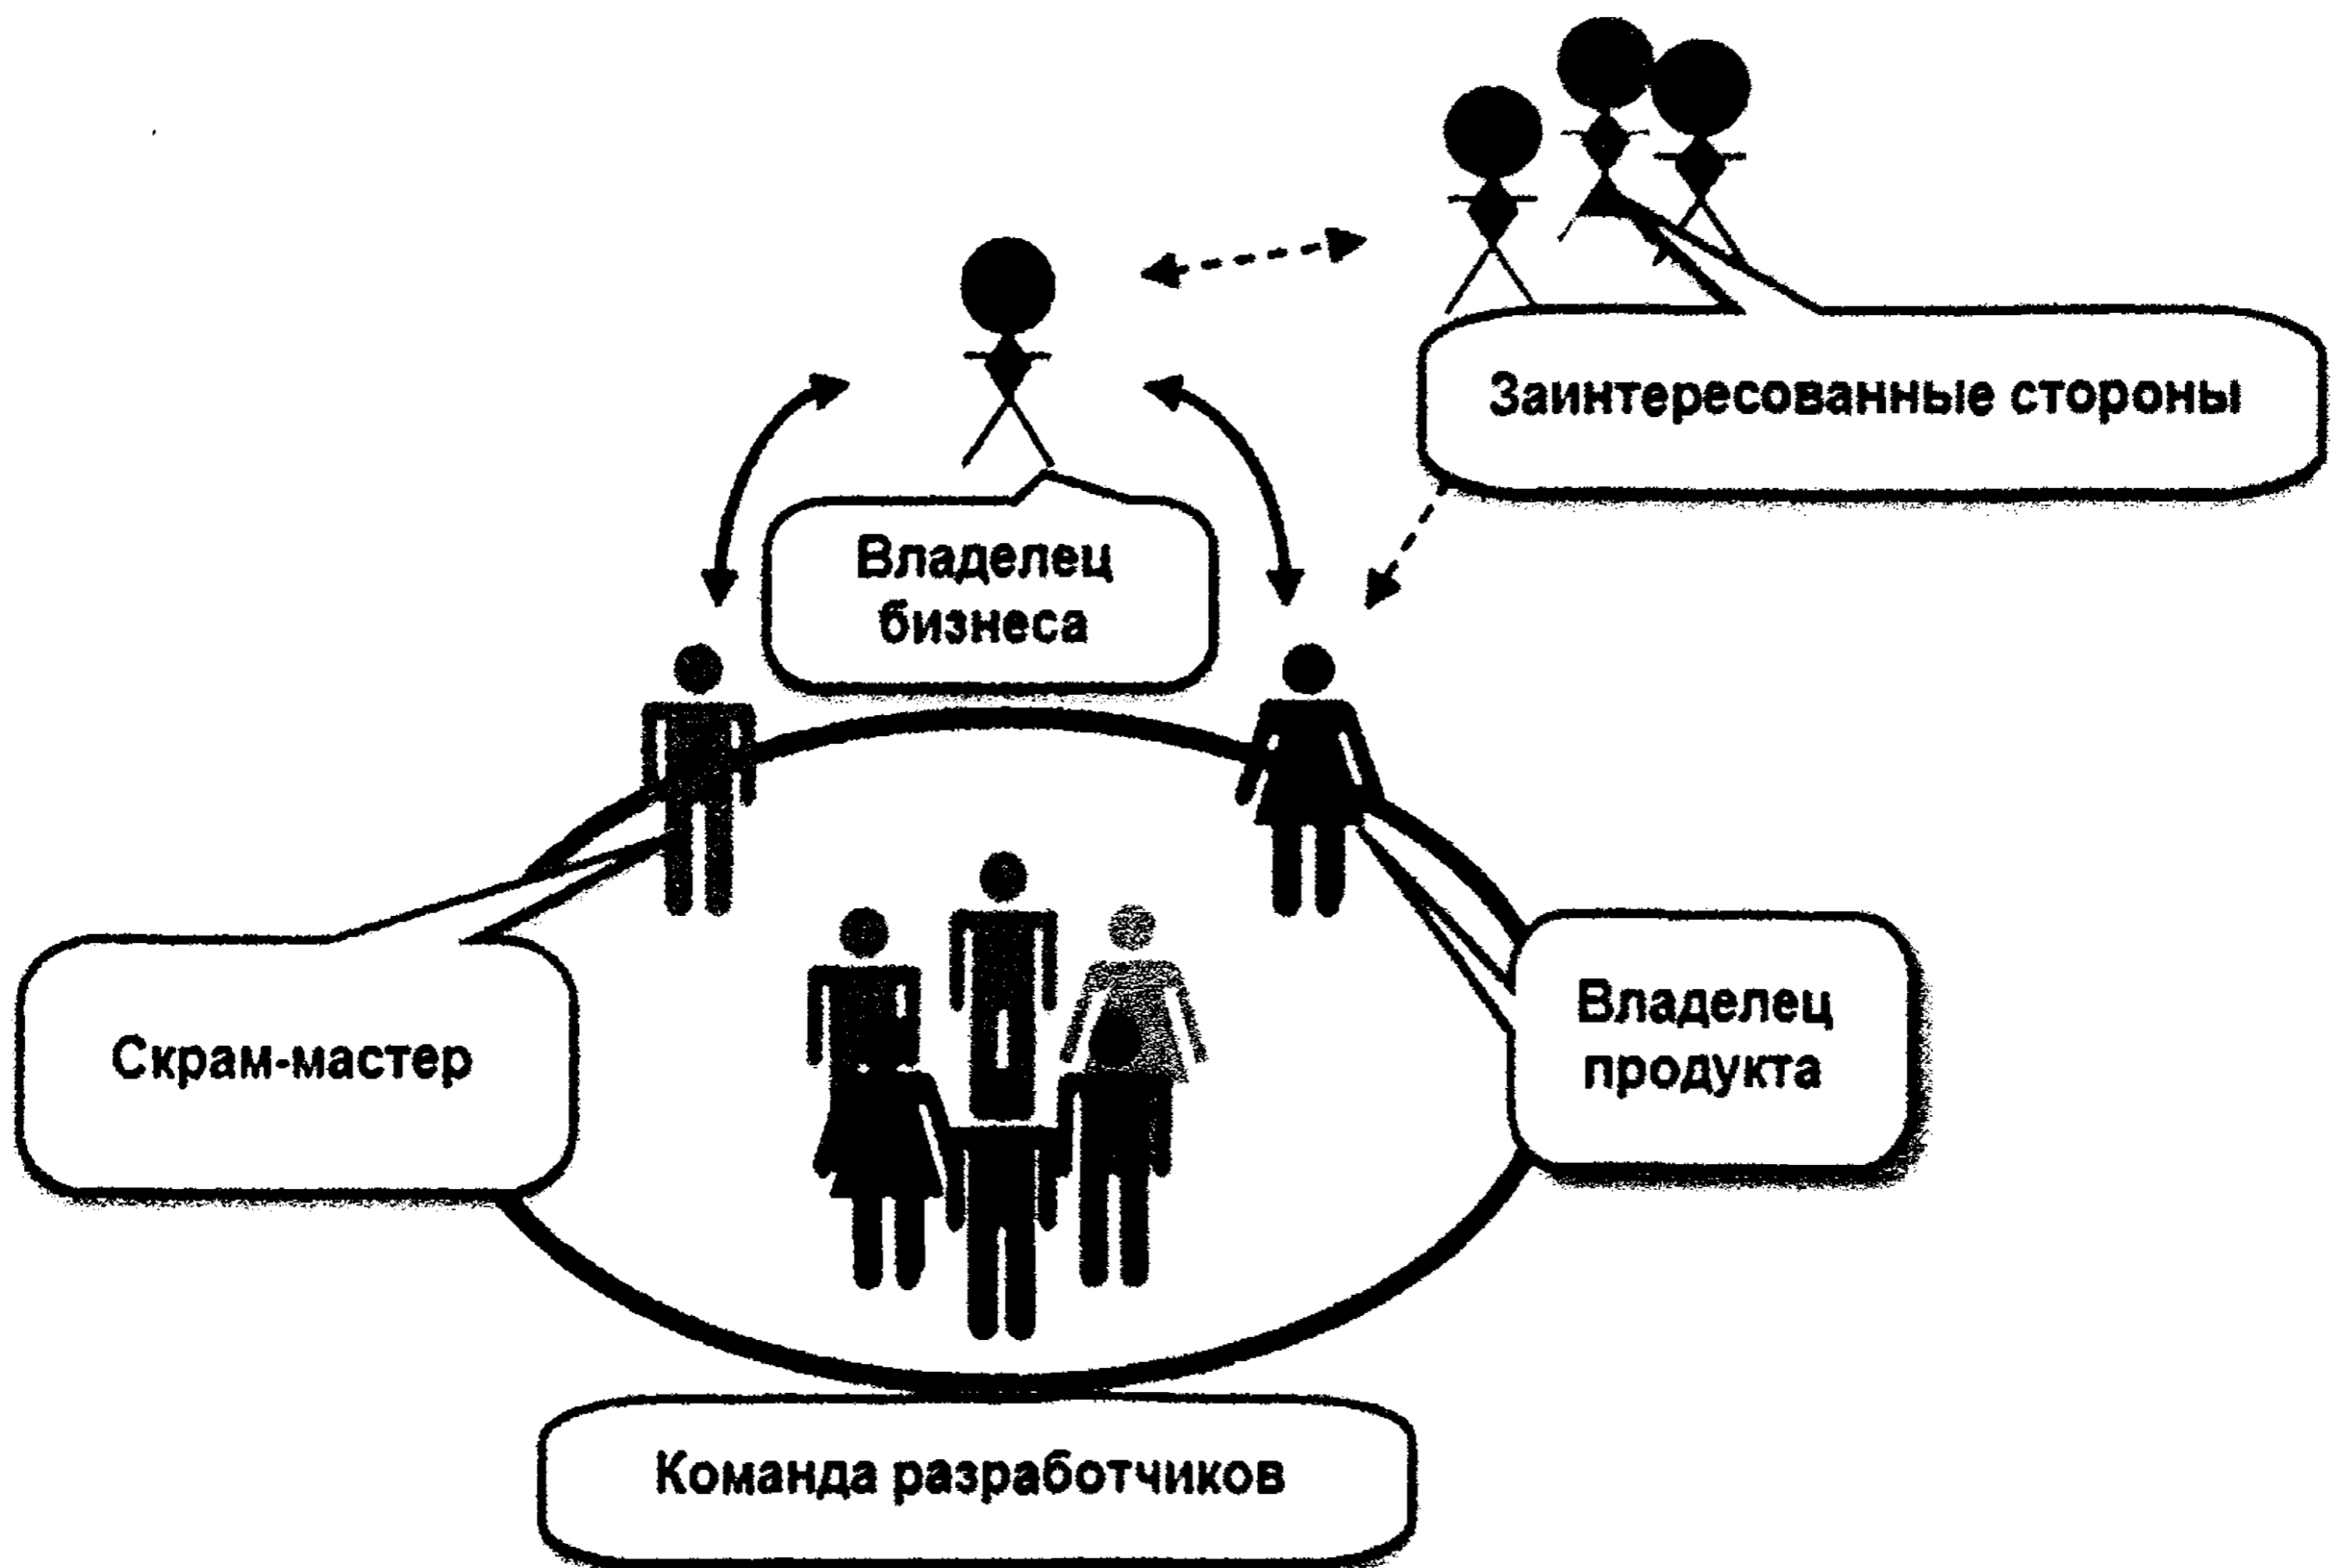 Заинтересованные стороны
Владелец
бизнеса
Скрам-мастер
Владелец
продукта
Команда разработчиков